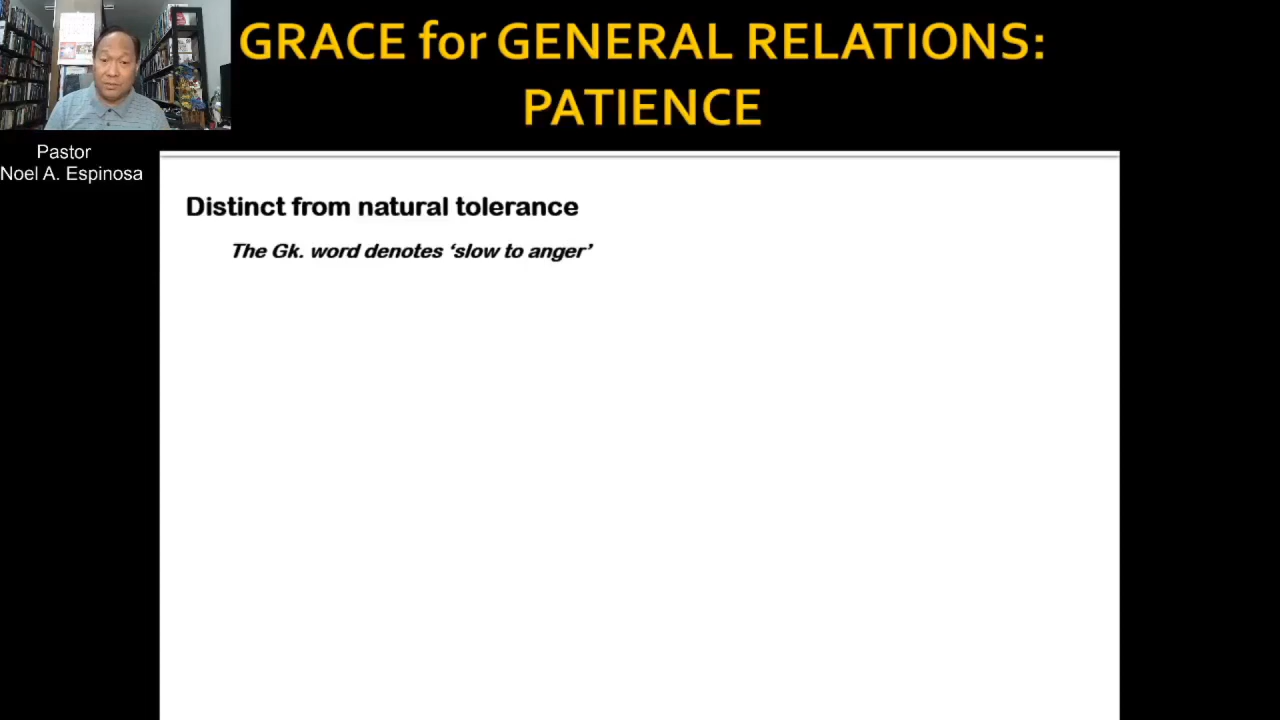 GRACE for GENERAL RELATIONS:
PATIENCE
Pastor
Noel A. Espinosa
Distinct from natural tolerance
The Gk. word denotes ‘slow to anger’